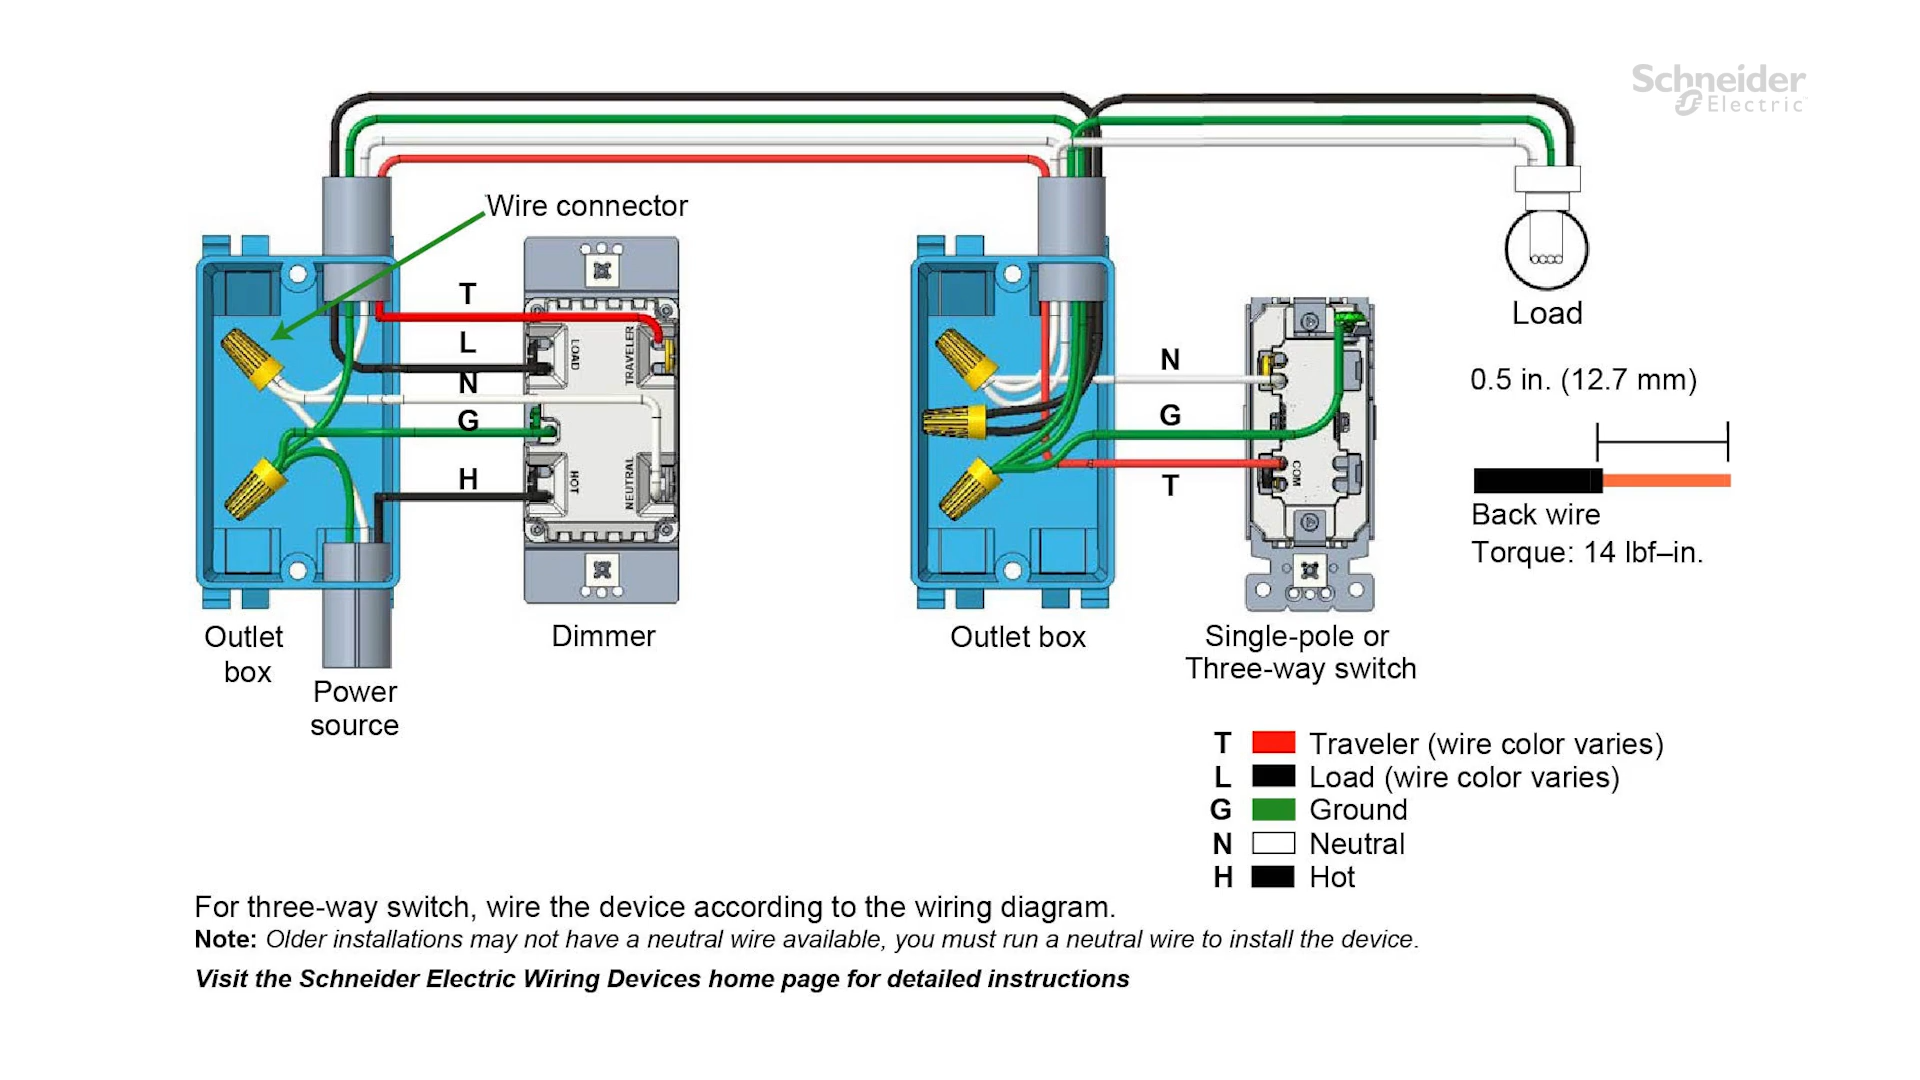 Schneider
Electric
Wire connector
T
L
N
G
H
LOAD
TRAVELER
HOT
NEUTRAL
Outlet
box
Power
source
Dimmer
N
G
T
COM
Outlet box
Single-pole or
Three-way switch
Load
0.5 in. (12.7 mm)
Back wire
Torque: 14 lbf–in.
T Traveler (wire color varies)
L Load (wire color varies)
G Ground
N Neutral
H Hot
For three-way switch, wire the device according to the wiring diagram.
Note: Older installations may not have a neutral wire available, you must run a neutral wire to install the device.
Visit the Schneider Electric Wiring Devices home page for detailed instructions